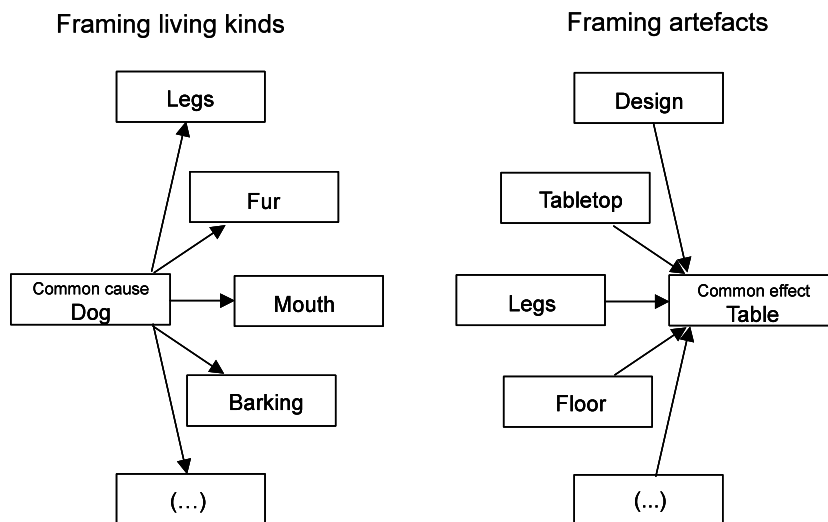 Framing living kinds
Legs
Fur
Common cause
Dog
Mouth
Barking
(...)
Framing artefacts
Design
Tabletop
Legs
Common effect
Table
Floor
(...)